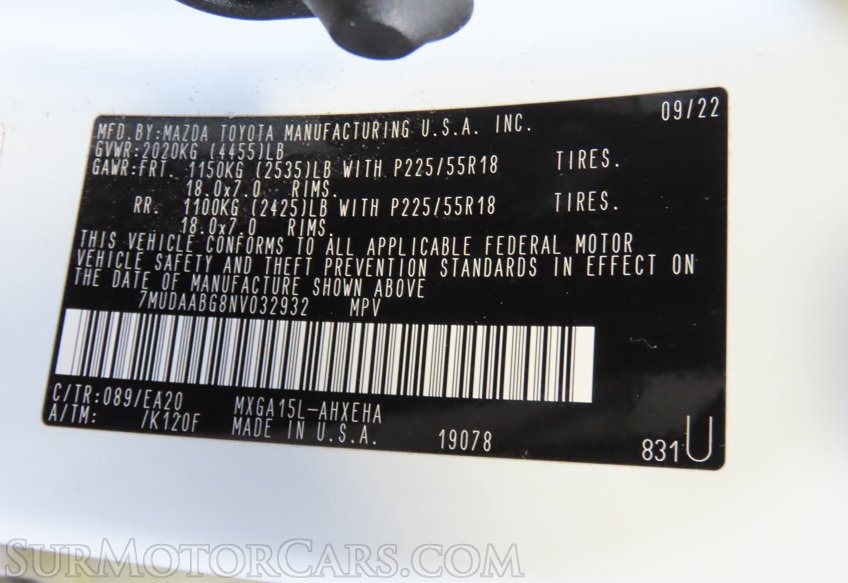 09/22
MFD.BY:MAZDA TOYOTA MANUFACTURING U.S.A. INC.
GVWR:2020KG (4455)LB
GAWR:FRT. 1150KG (2535)LB WITH P225/55R18 TIRES.
18.0x7.0 RIMS.
RR. 1100KG (2425)LB WITH P225/55R18 TIRES.
18.0x7.0 RIMS.
THIS VEHICLE CONFORMS TO ALL APPLICABLE FEDERAL MOTOR
VEHICLE SAFETY AND THEFT PREVENTION STANDARDS IN EFFECT ON
THE DATE OF MANUFACTURE SHOWN ABOVE
7MUDAABG8NV032932 MPV
C/TR:089/EA20 MXGA15L-AHXEHA
A/TM: /K120F MADE IN U.S.A. 19078 831U
SurMotorCars.com